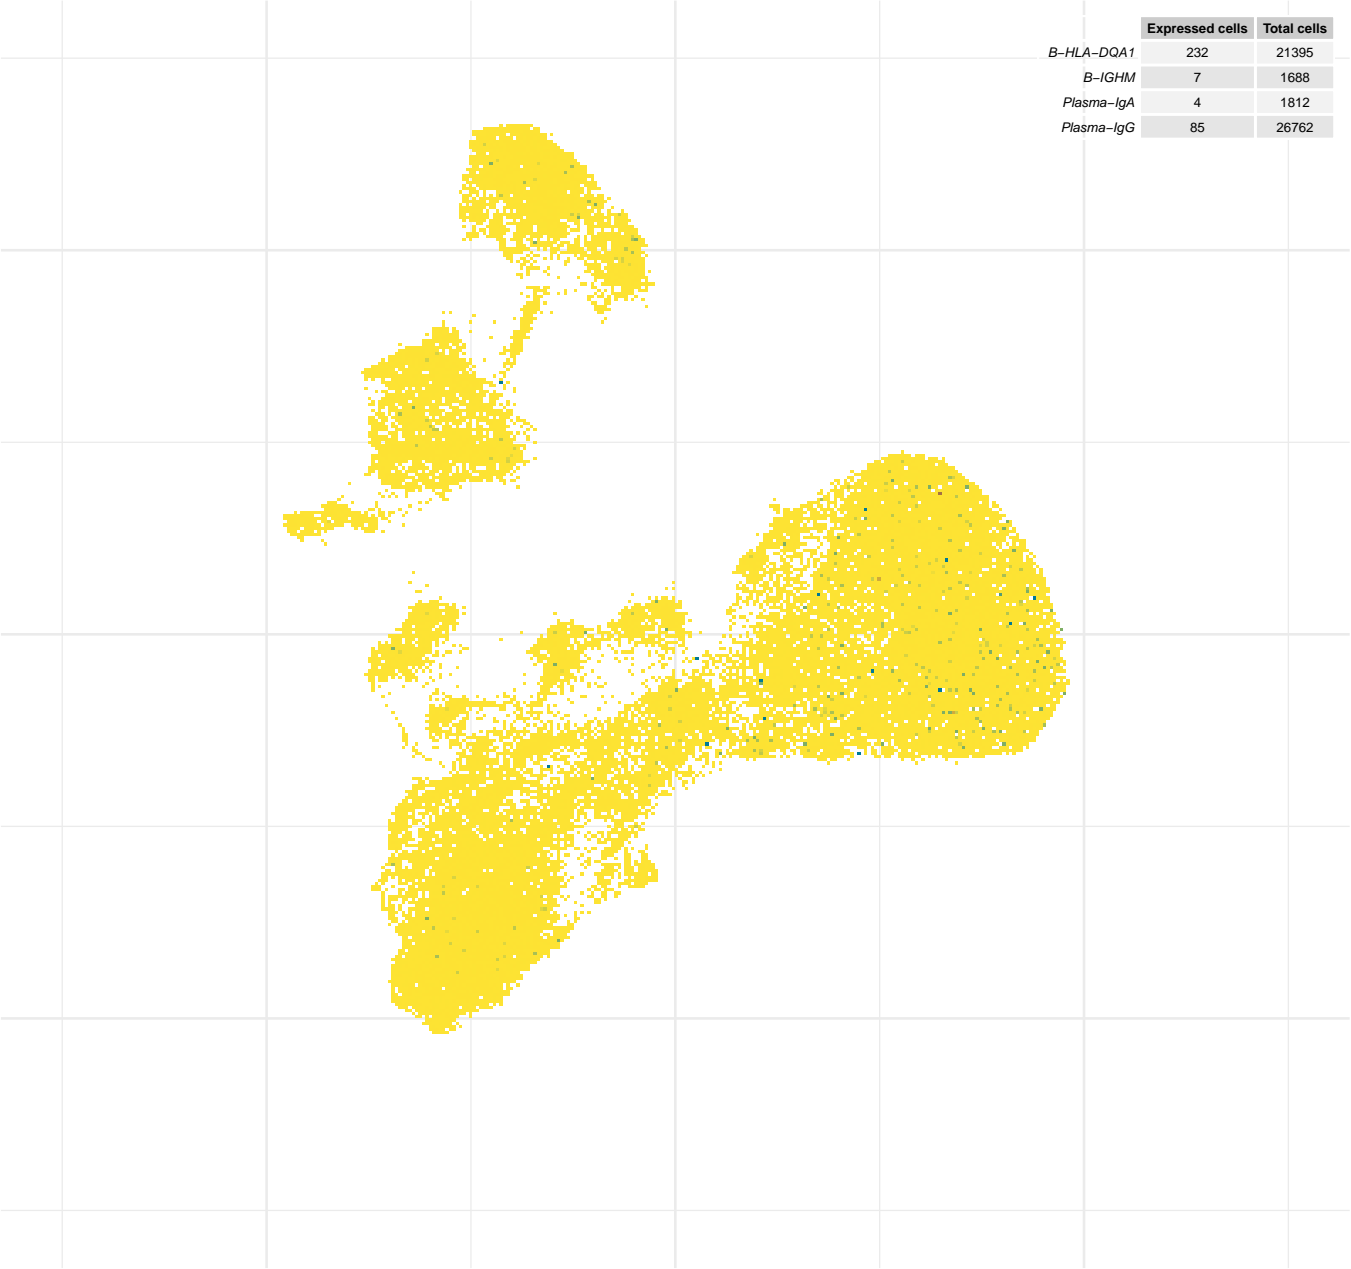 Expressed cells Total cells
B−HLA−DQA1 232 21395
B−IGHM 7 1688
Plasma−IgA 4 1812
Plasma−IgG 85 26762